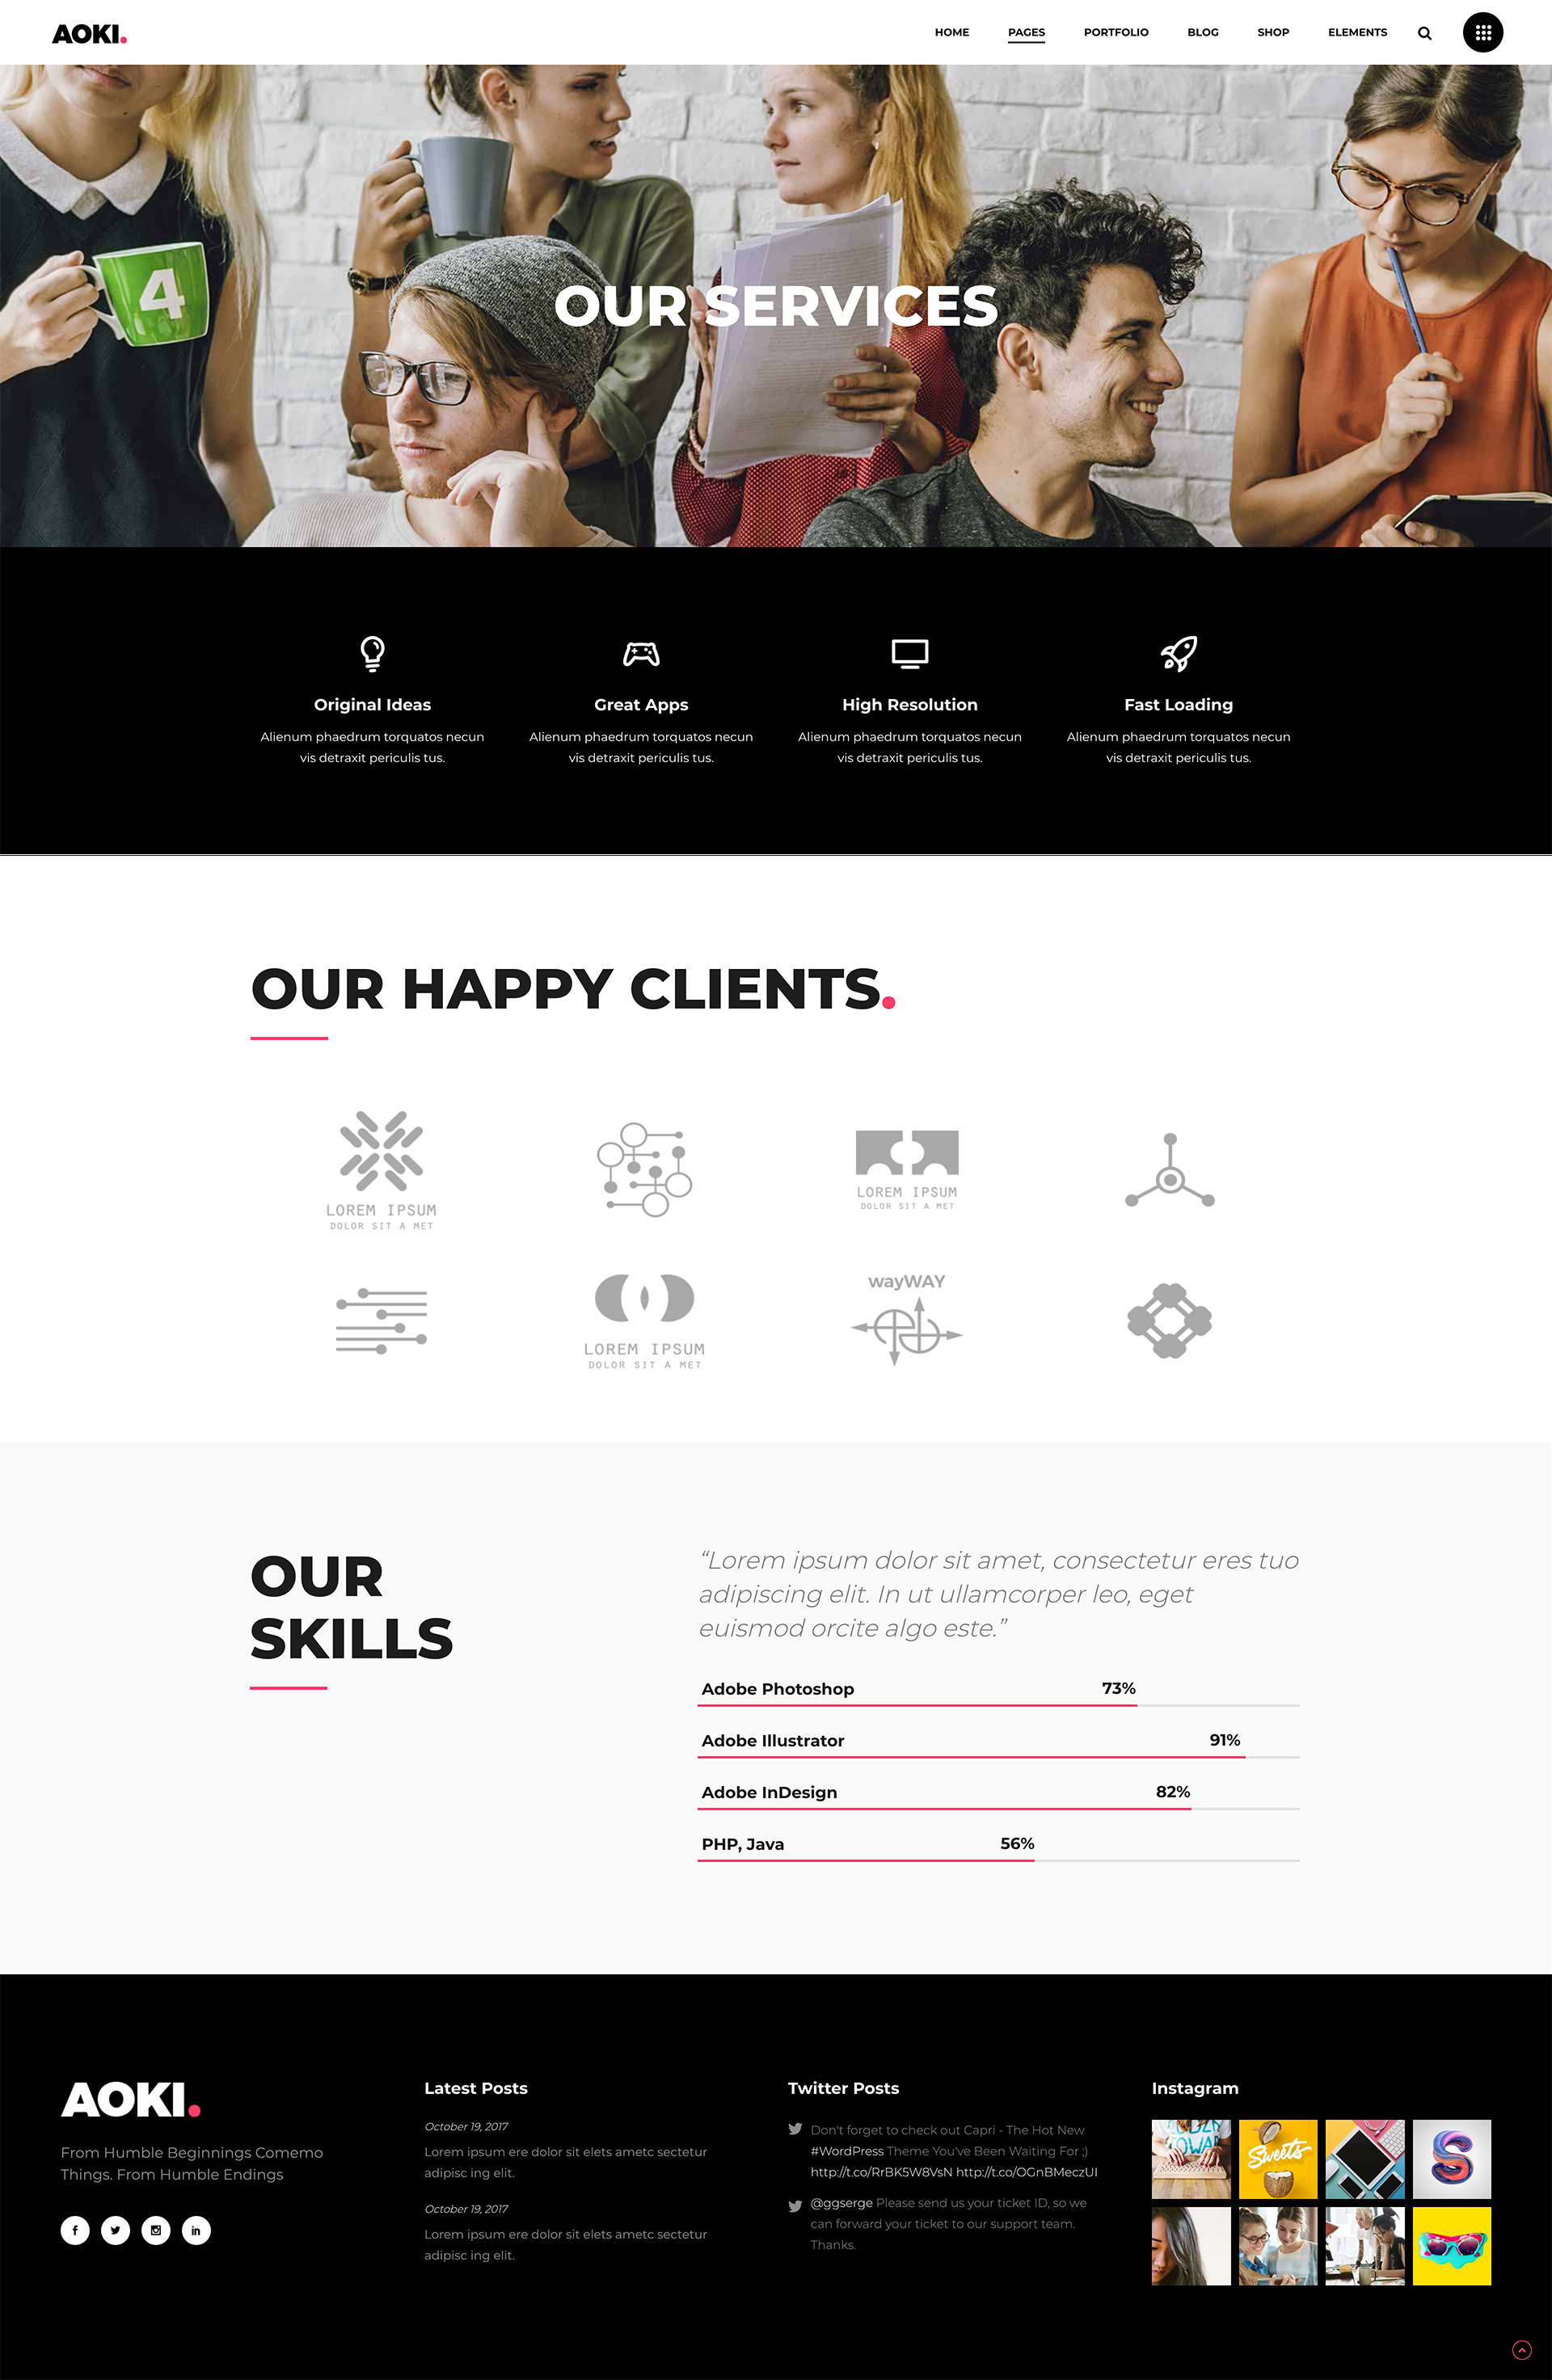 AOKI.
HOME PAGES PORTFOLIO BLOG SHOP ELEMENTS
4
OUR SERVICES
Original Ideas
Alienum phaedrum torquatos necun
vis detraxit periculis tus.
Great Apps
Alienum phaedrum torquatos necun
vis detraxit periculis tus.
High Resolution
Alienum phaedrum torquatos necun
vis detraxit periculis tus.
Fast Loading
Alienum phaedrum torquatos necun
vis detraxit periculis tus.
OUR HAPPY CLIENTS.
LOREM IPSUM
DOLOR SIT A MET
LOREM IPSUM
DOLOR SIT A MET
LOREM IPSUM
DOLOR SIT A MET
wayWAY
OUR
SKILLS
“Lorem ipsum dolor sit amet, consectetur eres tuo
adipiscing elit. In ut ullamcorper leo, eget
euismod orcite algo este.”
Adobe Photoshop 73%
Adobe Illustrator 91%
Adobe InDesign 82%
PHP, Java 56%
AOKI.
From Humble Beginnings Comemo
Things. From Humble Endings
Latest Posts
October 19, 2017
Lorem ipsum ere dolor sit elets ametc sectetur
adipisc ing elit.
October 19, 2017
Lorem ipsum ere dolor sit elets ametc sectetur
adipisc ing elit.
Twitter Posts
Don't forget to check out Capri - The Hot New
#WordPress Theme You've Been Waiting For ;)
http://t.co/RrBK5W8VsN http://t.co/OGnBMeczUI
@ggserge Please send us your ticket ID, so we
can forward your ticket to our support team.
Thanks.
Instagram
Sweets
S